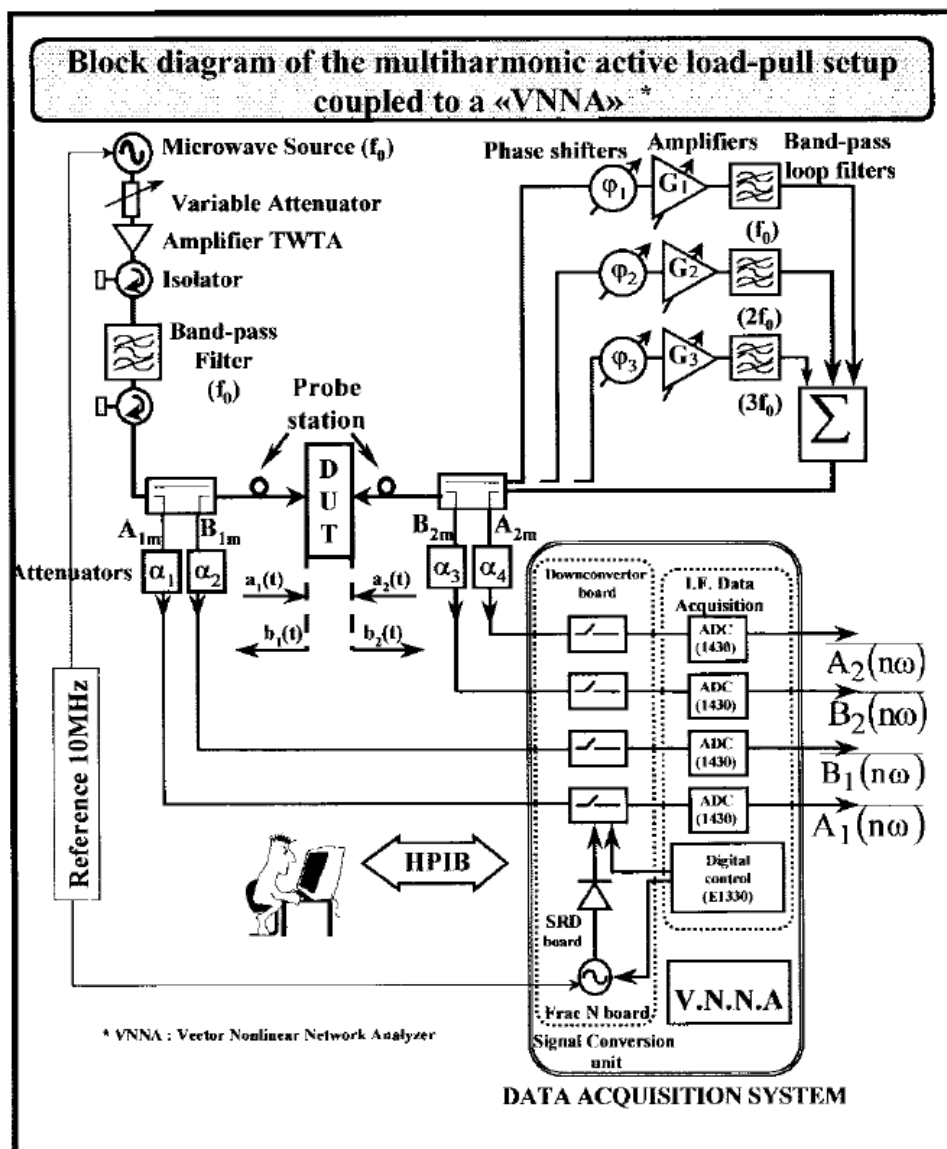 Block diagram of the multiharmonic active load-pull setup
coupled to a «VNNA» *
Microwave Source (f₀)
Variable Attenuator
Amplifier TWTA
Isolator
Band-pass
Filter
(f₀)
Phase shifters
Amplifiers
Band-pass
loop filters
φ₁
G₁
(f₀)
φ₂
G₂
(2f₀)
φ₃
G₃
(3f₀)
Σ
Probe
station
D
U
T
A₁ₘ
B₁ₘ
B₂ₘ
A₂ₘ
Attenuators
α₁
α₂
α₃
α₄
a₁(t)
a₂(t)
b₁(t)
b₂(t)
Reference 10MHz
Downconvertor
board
I.F. Data
Acquisition
ADC
(1430)
A₂(nω)
ADC
(1430)
B₂(nω)
ADC
(1430)
B₁(nω)
ADC
(1430)
A₁(nω)
HPIB
Digital
control
(E1330)
SRD
board
Frac N board
V.N.N.A
Signal Conversion
unit
* VNNA : Vector Nonlinear Network Analyzer
DATA ACQUISITION SYSTEM